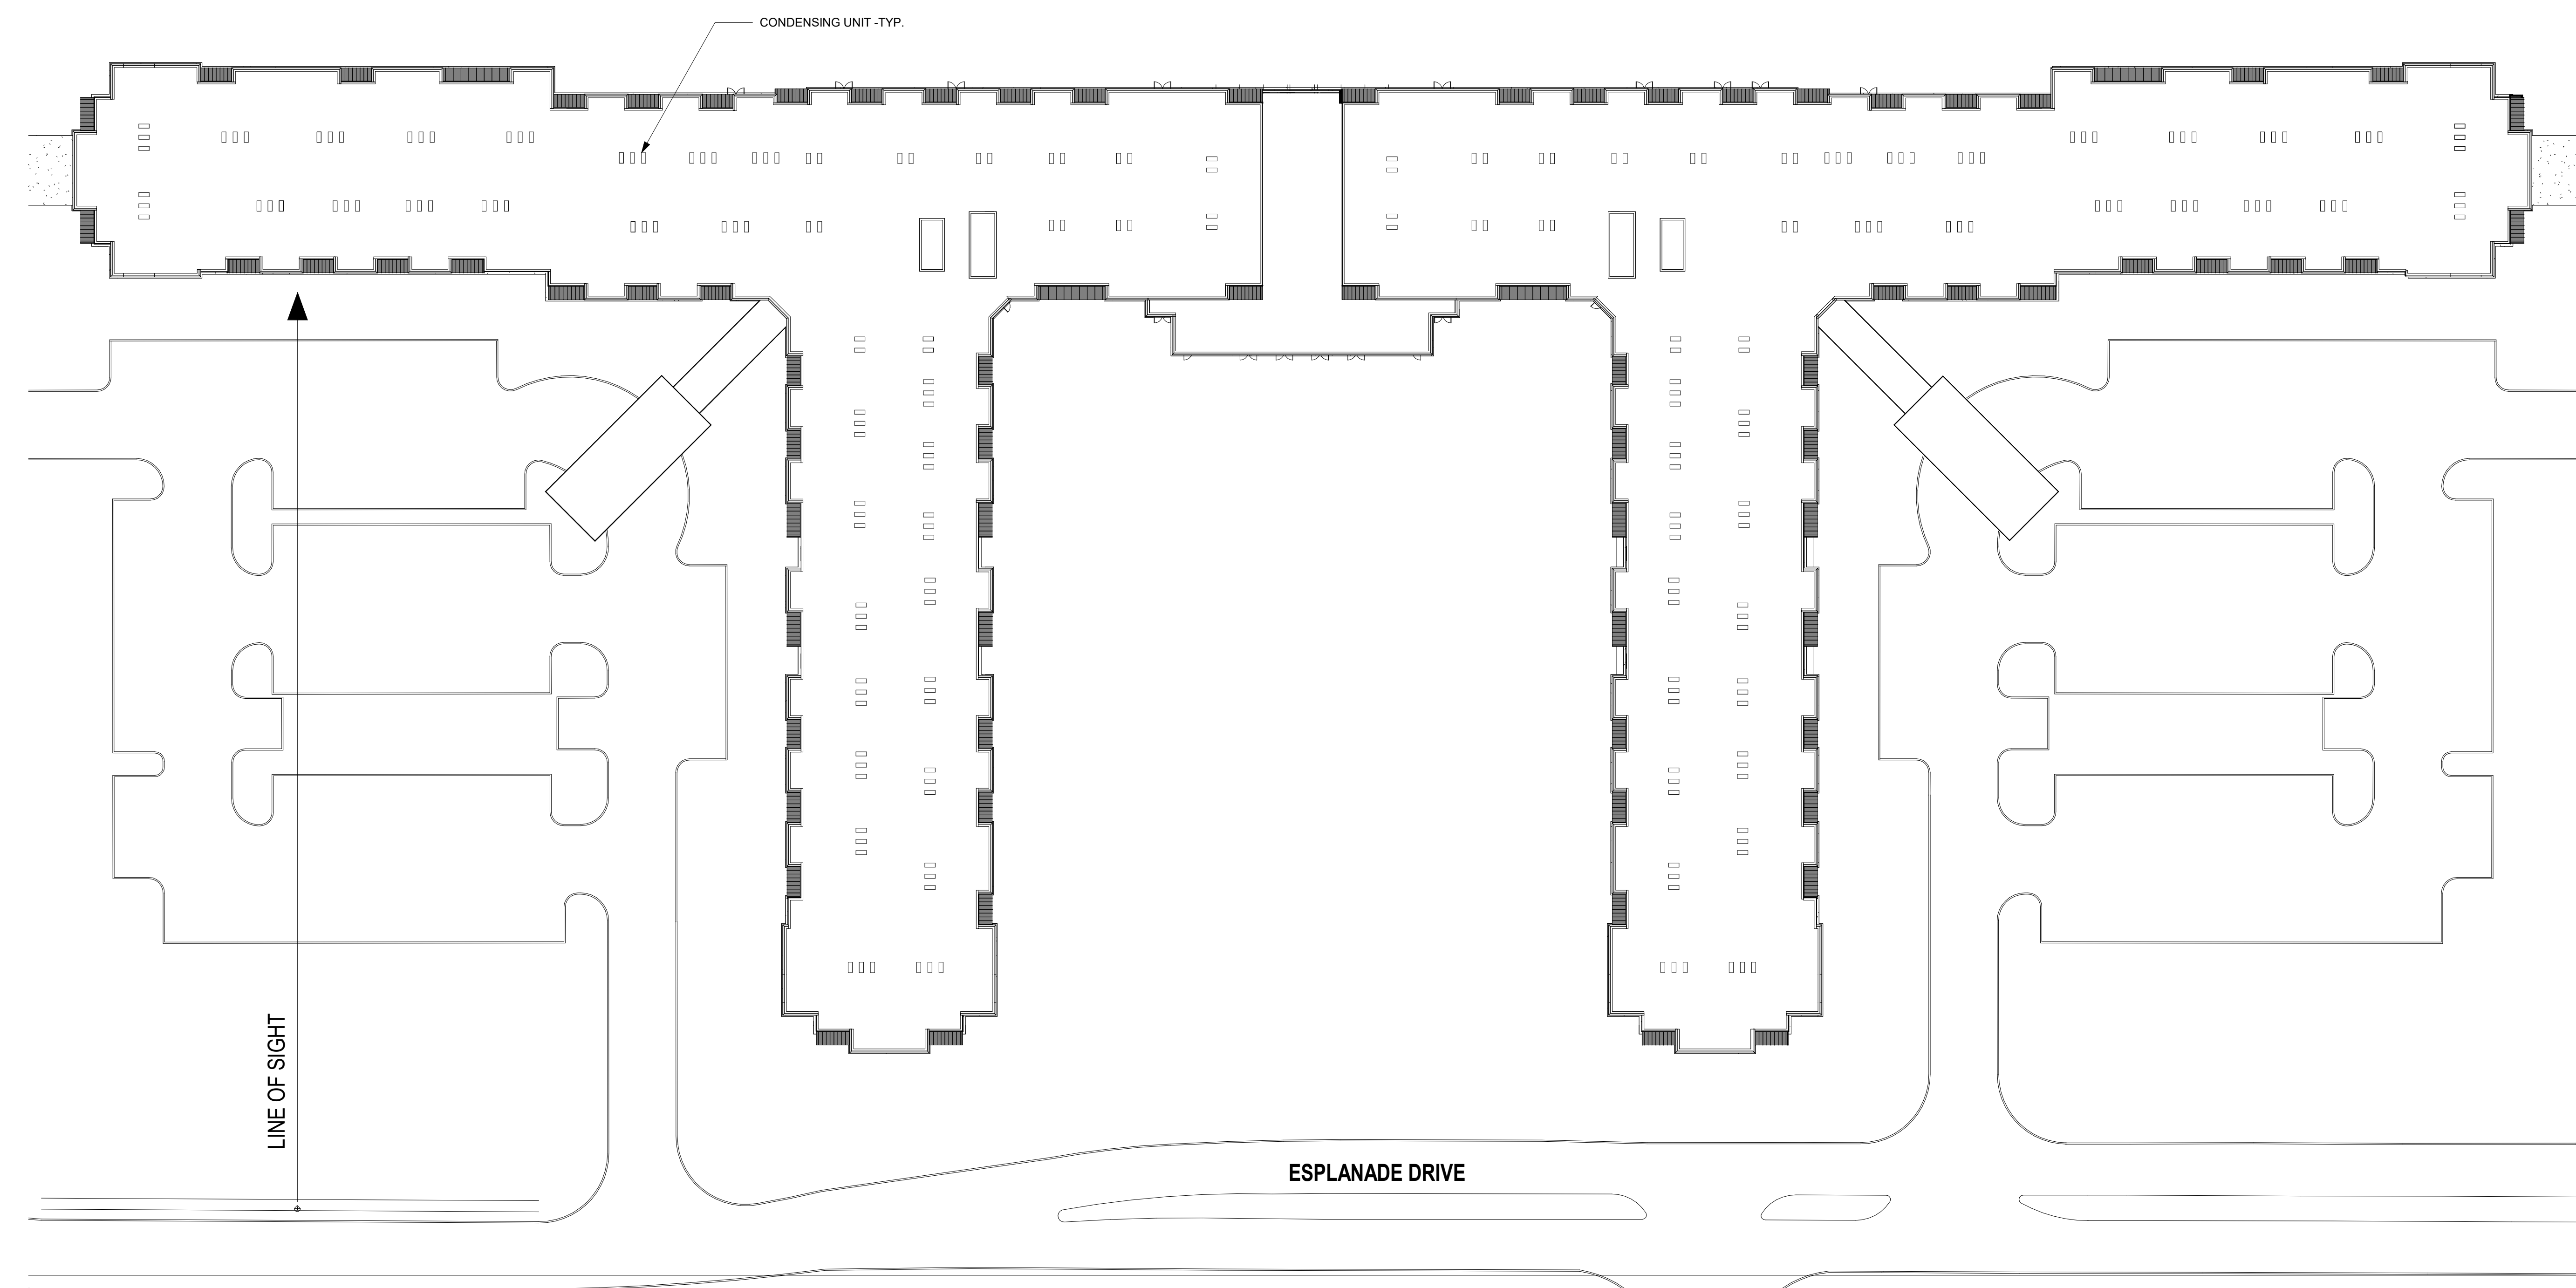 CONDENSING UNIT -TYP.
LINE OF SIGHT
ESPLANADE DRIVE